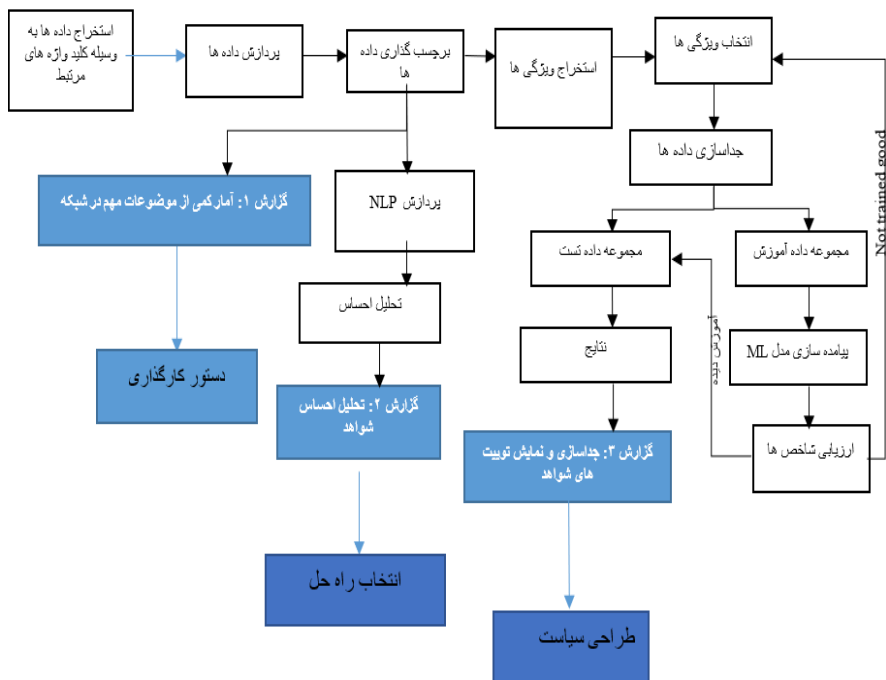 استخراج داده ها به
وسیله کلید واژه های
مرتبط
پردازش داده ها
برچسب گذاری داده
ها
استخراج ویژگی ها
انتخاب ویژگی ها
جداسازی داده ها
گزارش ۱: آمار کمی از موضوعات مهم در شبکه
پردازش NLP
مجموعه داده تست
مجموعه داده آموزش
Not trained good
تحلیل احساس
نتایج
آموزش دیده
پیامده سازی مدل ML
دستور کارگذاری
گزارش ۲: تحلیل احساس
شواهد
گزارش ۳: جداسازی و نمایش توییت
های شواهد
ارزیابی شاخص ها
انتخاب راه حل
طراحی سیاست